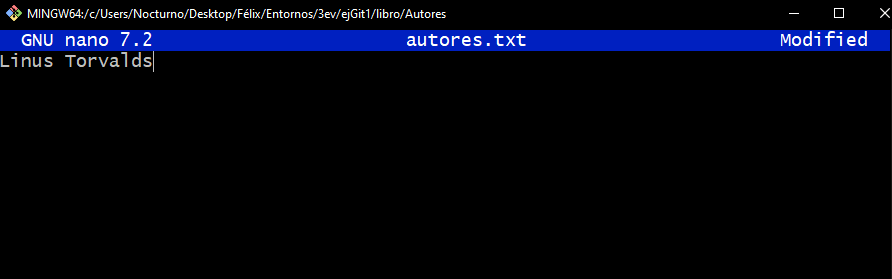 MINGW64:/c/Users/Nocturno/Desktop/Félix/Entornos/3ev/ejGit1/libro/Autores
GNU nano 7.2 autores.txt Modified
Linus Torvalds